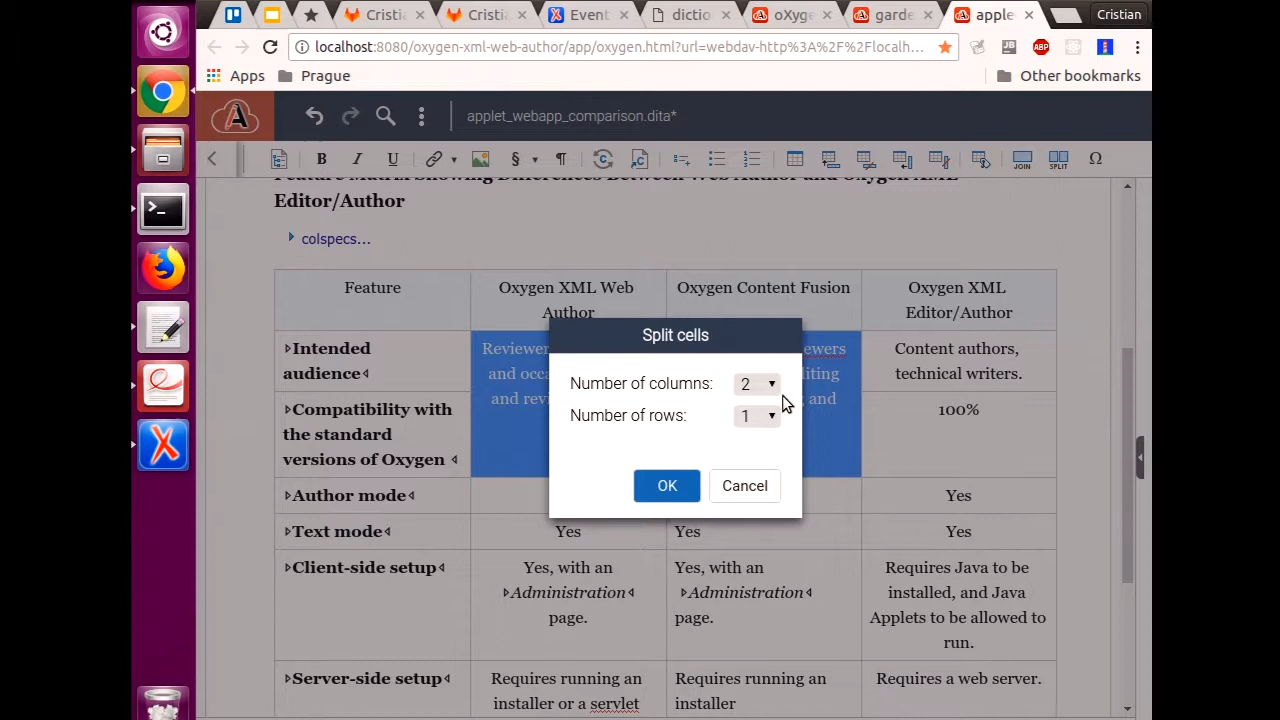 Cristia
Cristia
Event
dictio
oXyge
garde
apple
Cristian
localhost:8080/oxygen-xml-web-author/app/oxygen.html?url=webdav-http%3A%2F%2Flocalh...
JB
ABP
Apps
Prague
Other bookmarks
applet_webapp_comparison.dita*
B
I
U
§
¶
JOIN
SPLIT
Ω
Editor/Author
colspecs...
Feature
Oxygen XML Web
Author
Oxygen Content Fusion
Oxygen XML
Editor/Author
Intended
audience
Reviewer
and occa
and revi
ewers
iting
and
Content authors,
technical writers.
Compatibility with
the standard
versions of Oxygen
100%
Split cells
Number of columns: 2
Number of rows: 1
OK Cancel
Author mode
Yes
Text mode
Yes
Yes
Yes
Client-side setup
Yes, with an
Administration
page.
Yes, with an
Administration
page.
Requires Java to be
installed, and Java
Applets to be allowed to
run.
Server-side setup
Requires running an
installer or a servlet
Requires running an
installer
Requires a web server.